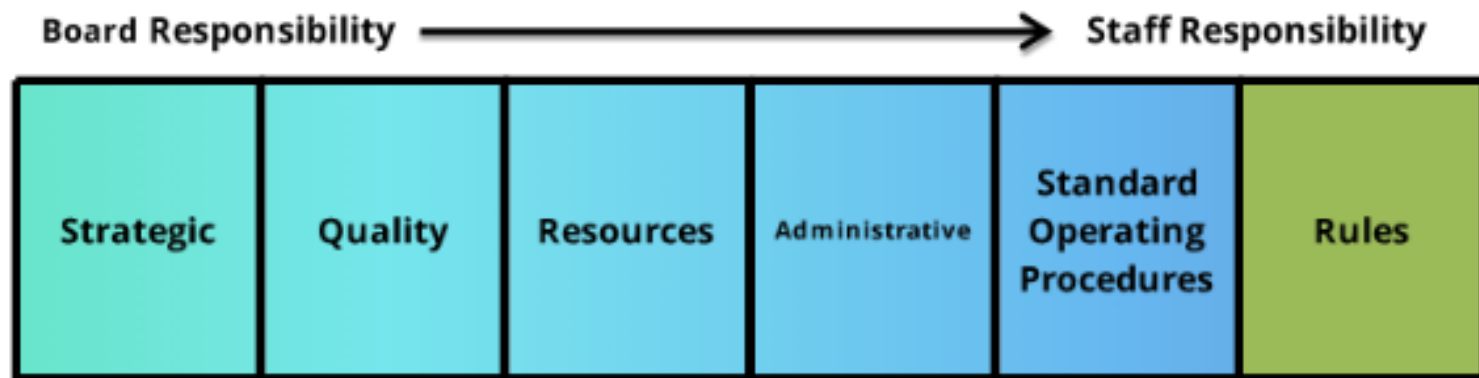 Board Responsibility
Staff Responsibility
Strategic
Quality
Resources
Administrative
Standard
Operating
Procedures
Rules